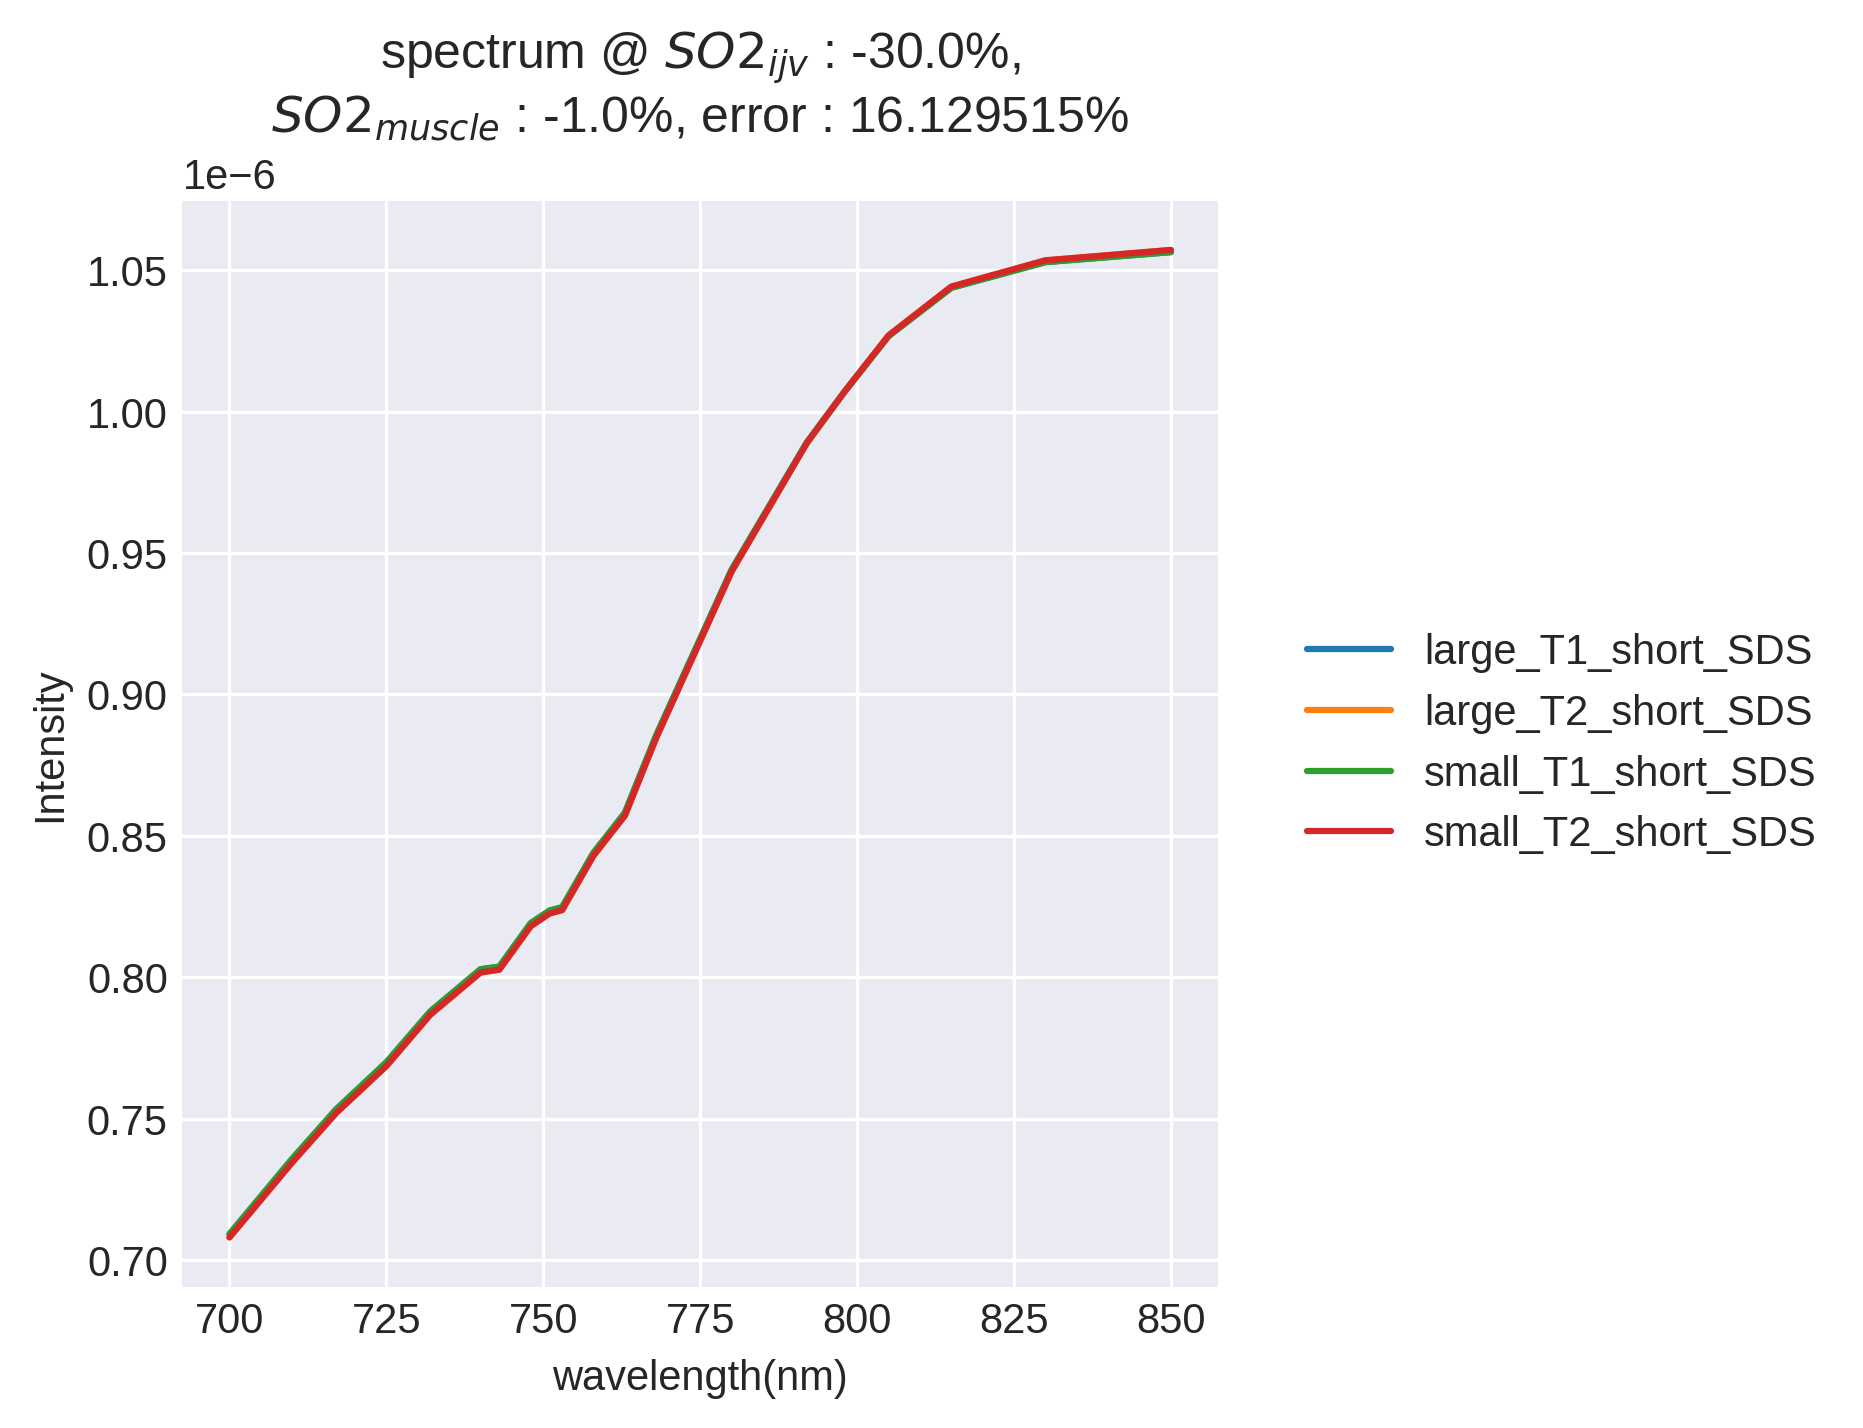 spectrum @ SO2ijv : -30.0%,
SO2muscle : -1.0%, error : 16.129515%
1e−6
1.05
1.00
0.95
0.90
0.85
0.80
0.75
0.70
Intensity
700 725 750 775 800 825 850
wavelength(nm)
large_T1_short_SDS
large_T2_short_SDS
small_T1_short_SDS
small_T2_short_SDS